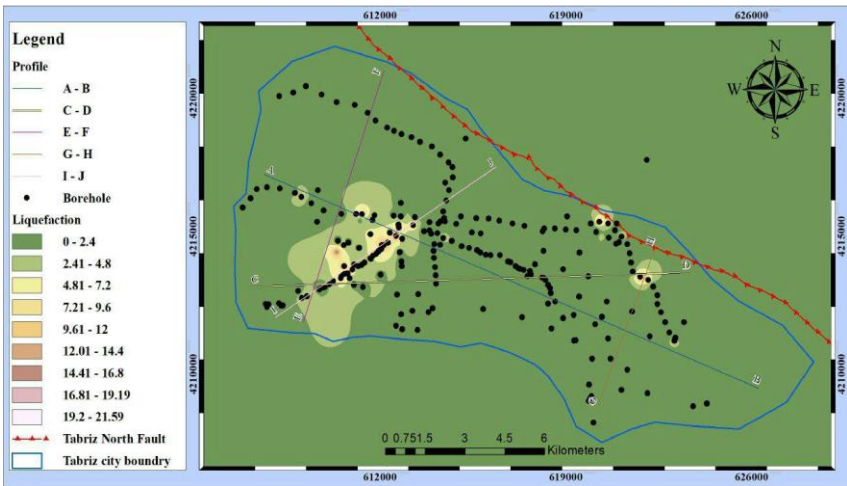 Legend
Profile
A - B
C - D
E - F
G - H
I - J
Borehole
Liquefaction
0 - 2.4
2.41 - 4.8
4.81 - 7.2
7.21 - 9.6
9.61 - 12
12.01 - 14.4
14.41 - 16.8
16.81 - 19.19
19.2 - 21.59
Tabriz North Fault
Tabriz city boundry
612000 619000 626000
4220000 4220000
4215000 4215000
4210000 4210000
612000 619000 626000
N
W E
S
A
C
D
B
E
H
0 0.751.5 3 4.5 6
Kilometers